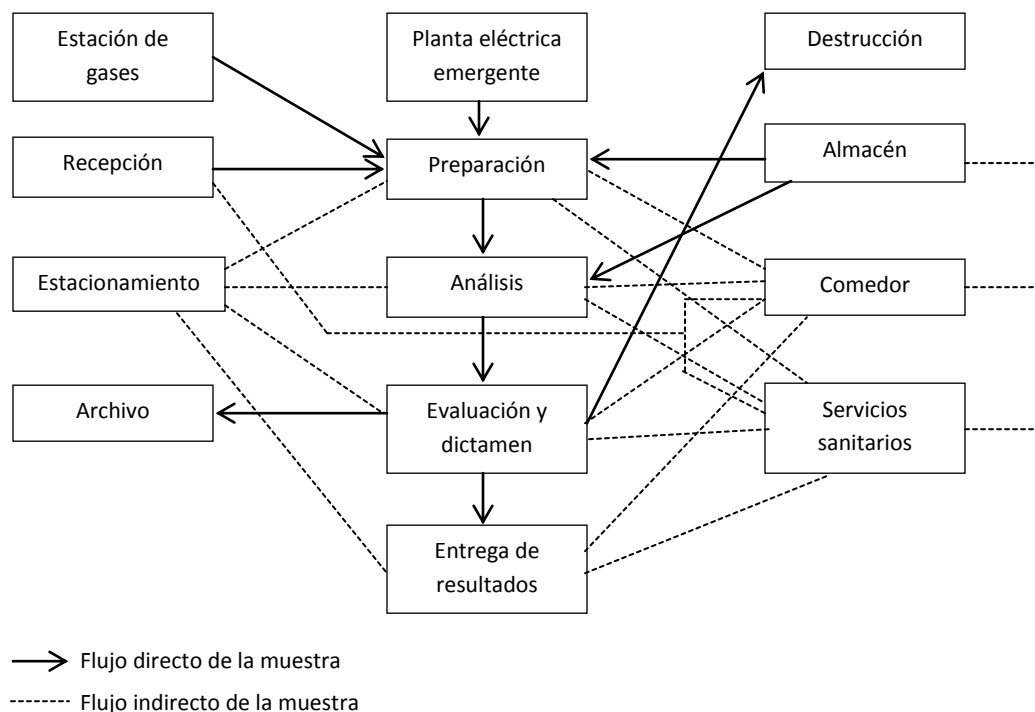 Estación de
gases
Planta eléctrica
emergente
Destrucción
Recepción
Preparación
Almacén
Estacionamiento
Análisis
Comedor
Archivo
Evaluación y
dictamen
Servicios
sanitarios
Entrega de
resultados
Flujo directo de la muestra
Flujo indirecto de la muestra